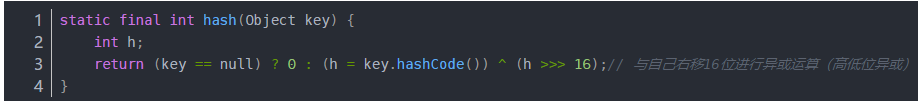 1 static final int hash(Object key) {
2     int h;
3     return (key == null) ? 0 : (h = key.hashCode()) ^ (h >>> 16);// 与自己右移16位进行异或运算（高低位异或）
4 }